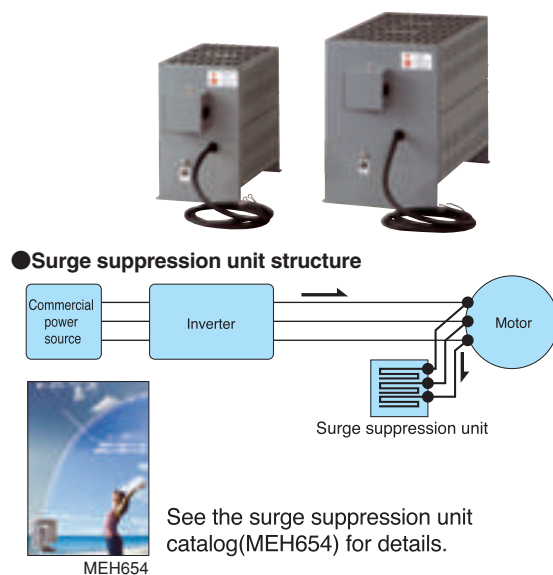 ●Surge suppression unit structure
Commercial
power
source
Inverter
Motor
Surge suppression unit
See the surge suppression unit
catalog(MEH654) for details.
MEH654